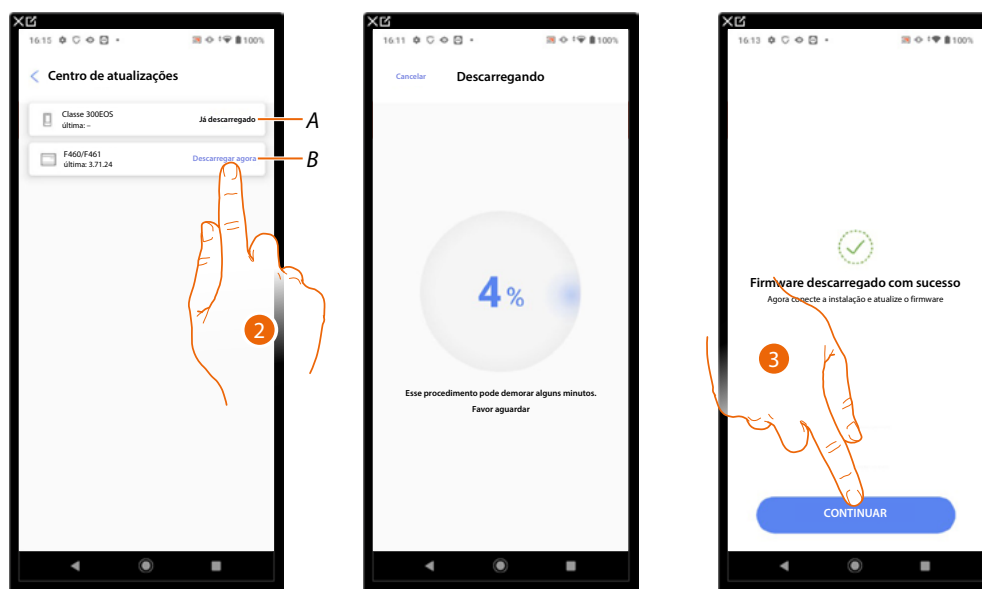 16:15
100%
Centro de atualizações
Classe 300EOS
última: –
Já descarregado
A
F460/F461
última: 3.71.24
Descarregar agora
B
2
16:11
100%
Cancelar
Descarregando
4 %
Esse procedimento pode demorar alguns minutos.
Favor aguardar
16:13
100%
Firmware descarregado com sucesso
Agora conecte a instalação e atualize o firmware
3
CONTINUAR